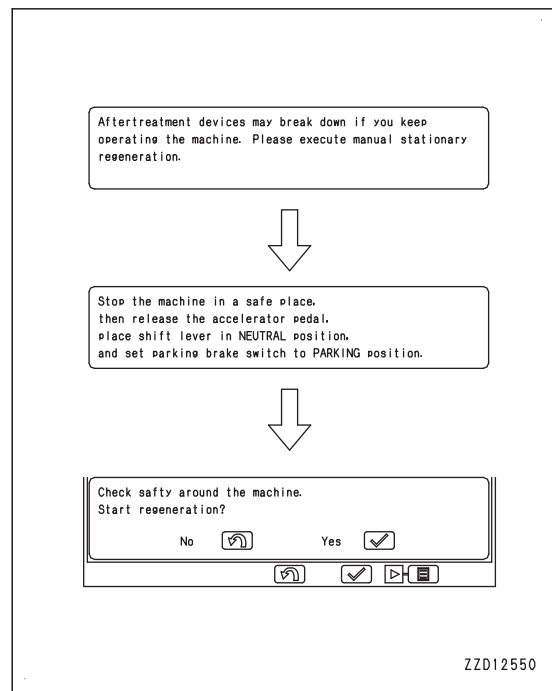 Aftertreatment devices may break down if you keep
operating the machine. Please execute manual stationary
regeneration.
Stop the machine in a safe place,
then release the accelerator pedal,
place shift lever in NEUTRAL position,
and set parking brake switch to PARKING position.
Check safty around the machine.
Start regeneration?
No Yes
ZZD12550